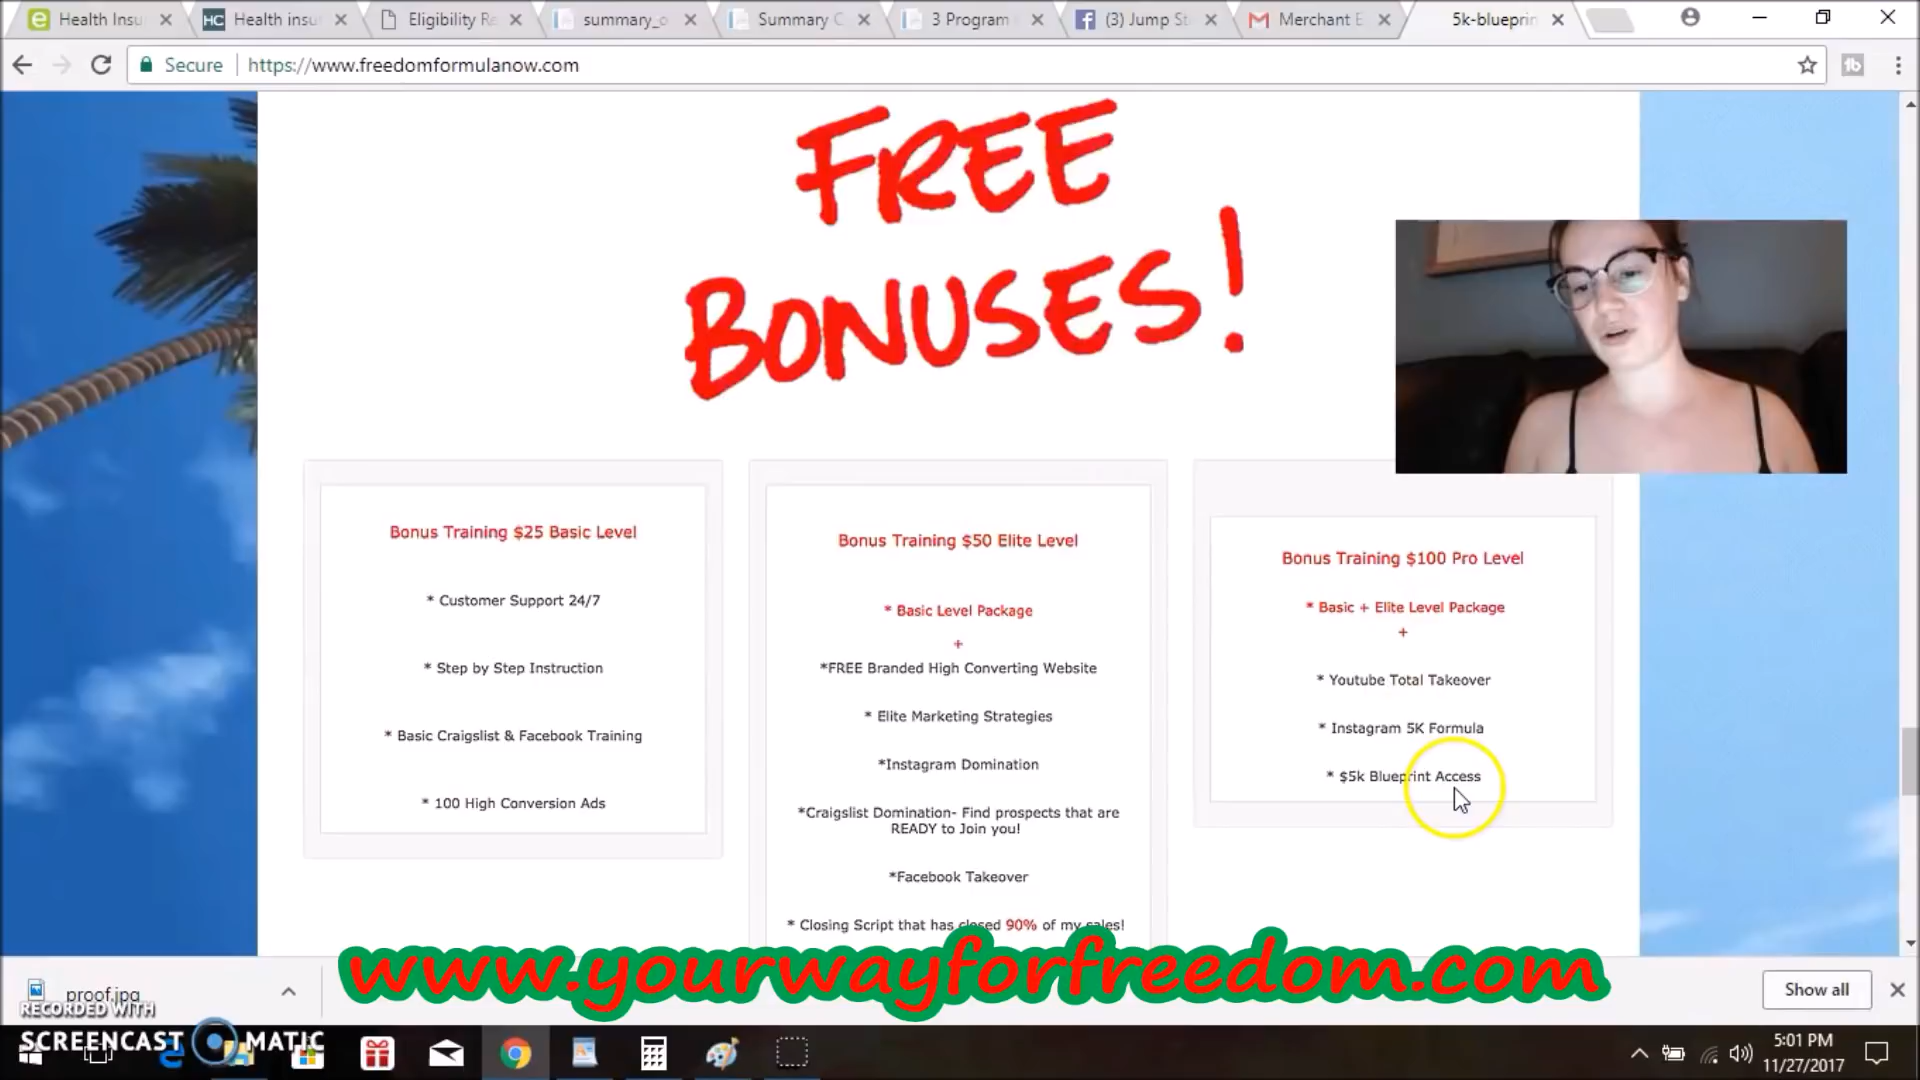 Health Insu
Health insu
Eligibility Re
summary_o
Summary C
3 Program
(3) Jump St
Merchant E
5k-blueprin
Secure
https://www.freedomformulanow.com
FREE
BONUSES!
Bonus Training $25 Basic Level
* Customer Support 24/7
* Step by Step Instruction
* Basic Craigslist & Facebook Training
* 100 High Conversion Ads
Bonus Training $50 Elite Level
* Basic Level Package
+
*FREE Branded High Converting Website
* Elite Marketing Strategies
*Instagram Domination
*Craigslist Domination- Find prospects that are
READY to Join you!
*Facebook Takeover
* Closing Script that has closed 90% of my sales!
Bonus Training $100 Pro Level
* Basic + Elite Level Package
+
* Youtube Total Takeover
* Instagram 5K Formula
* $5k Blueprint Access
www.yourwayforfreedom.com
proof.jpg
Show all
RECORDED WITH
SCREENCAST MATIC
5:01 PM
11/27/2017